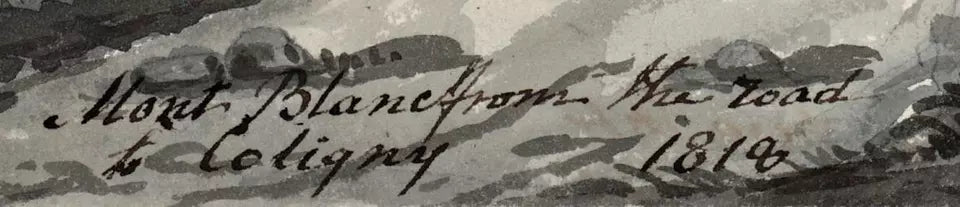 Mont Blanc from the road
to Coligny 1818